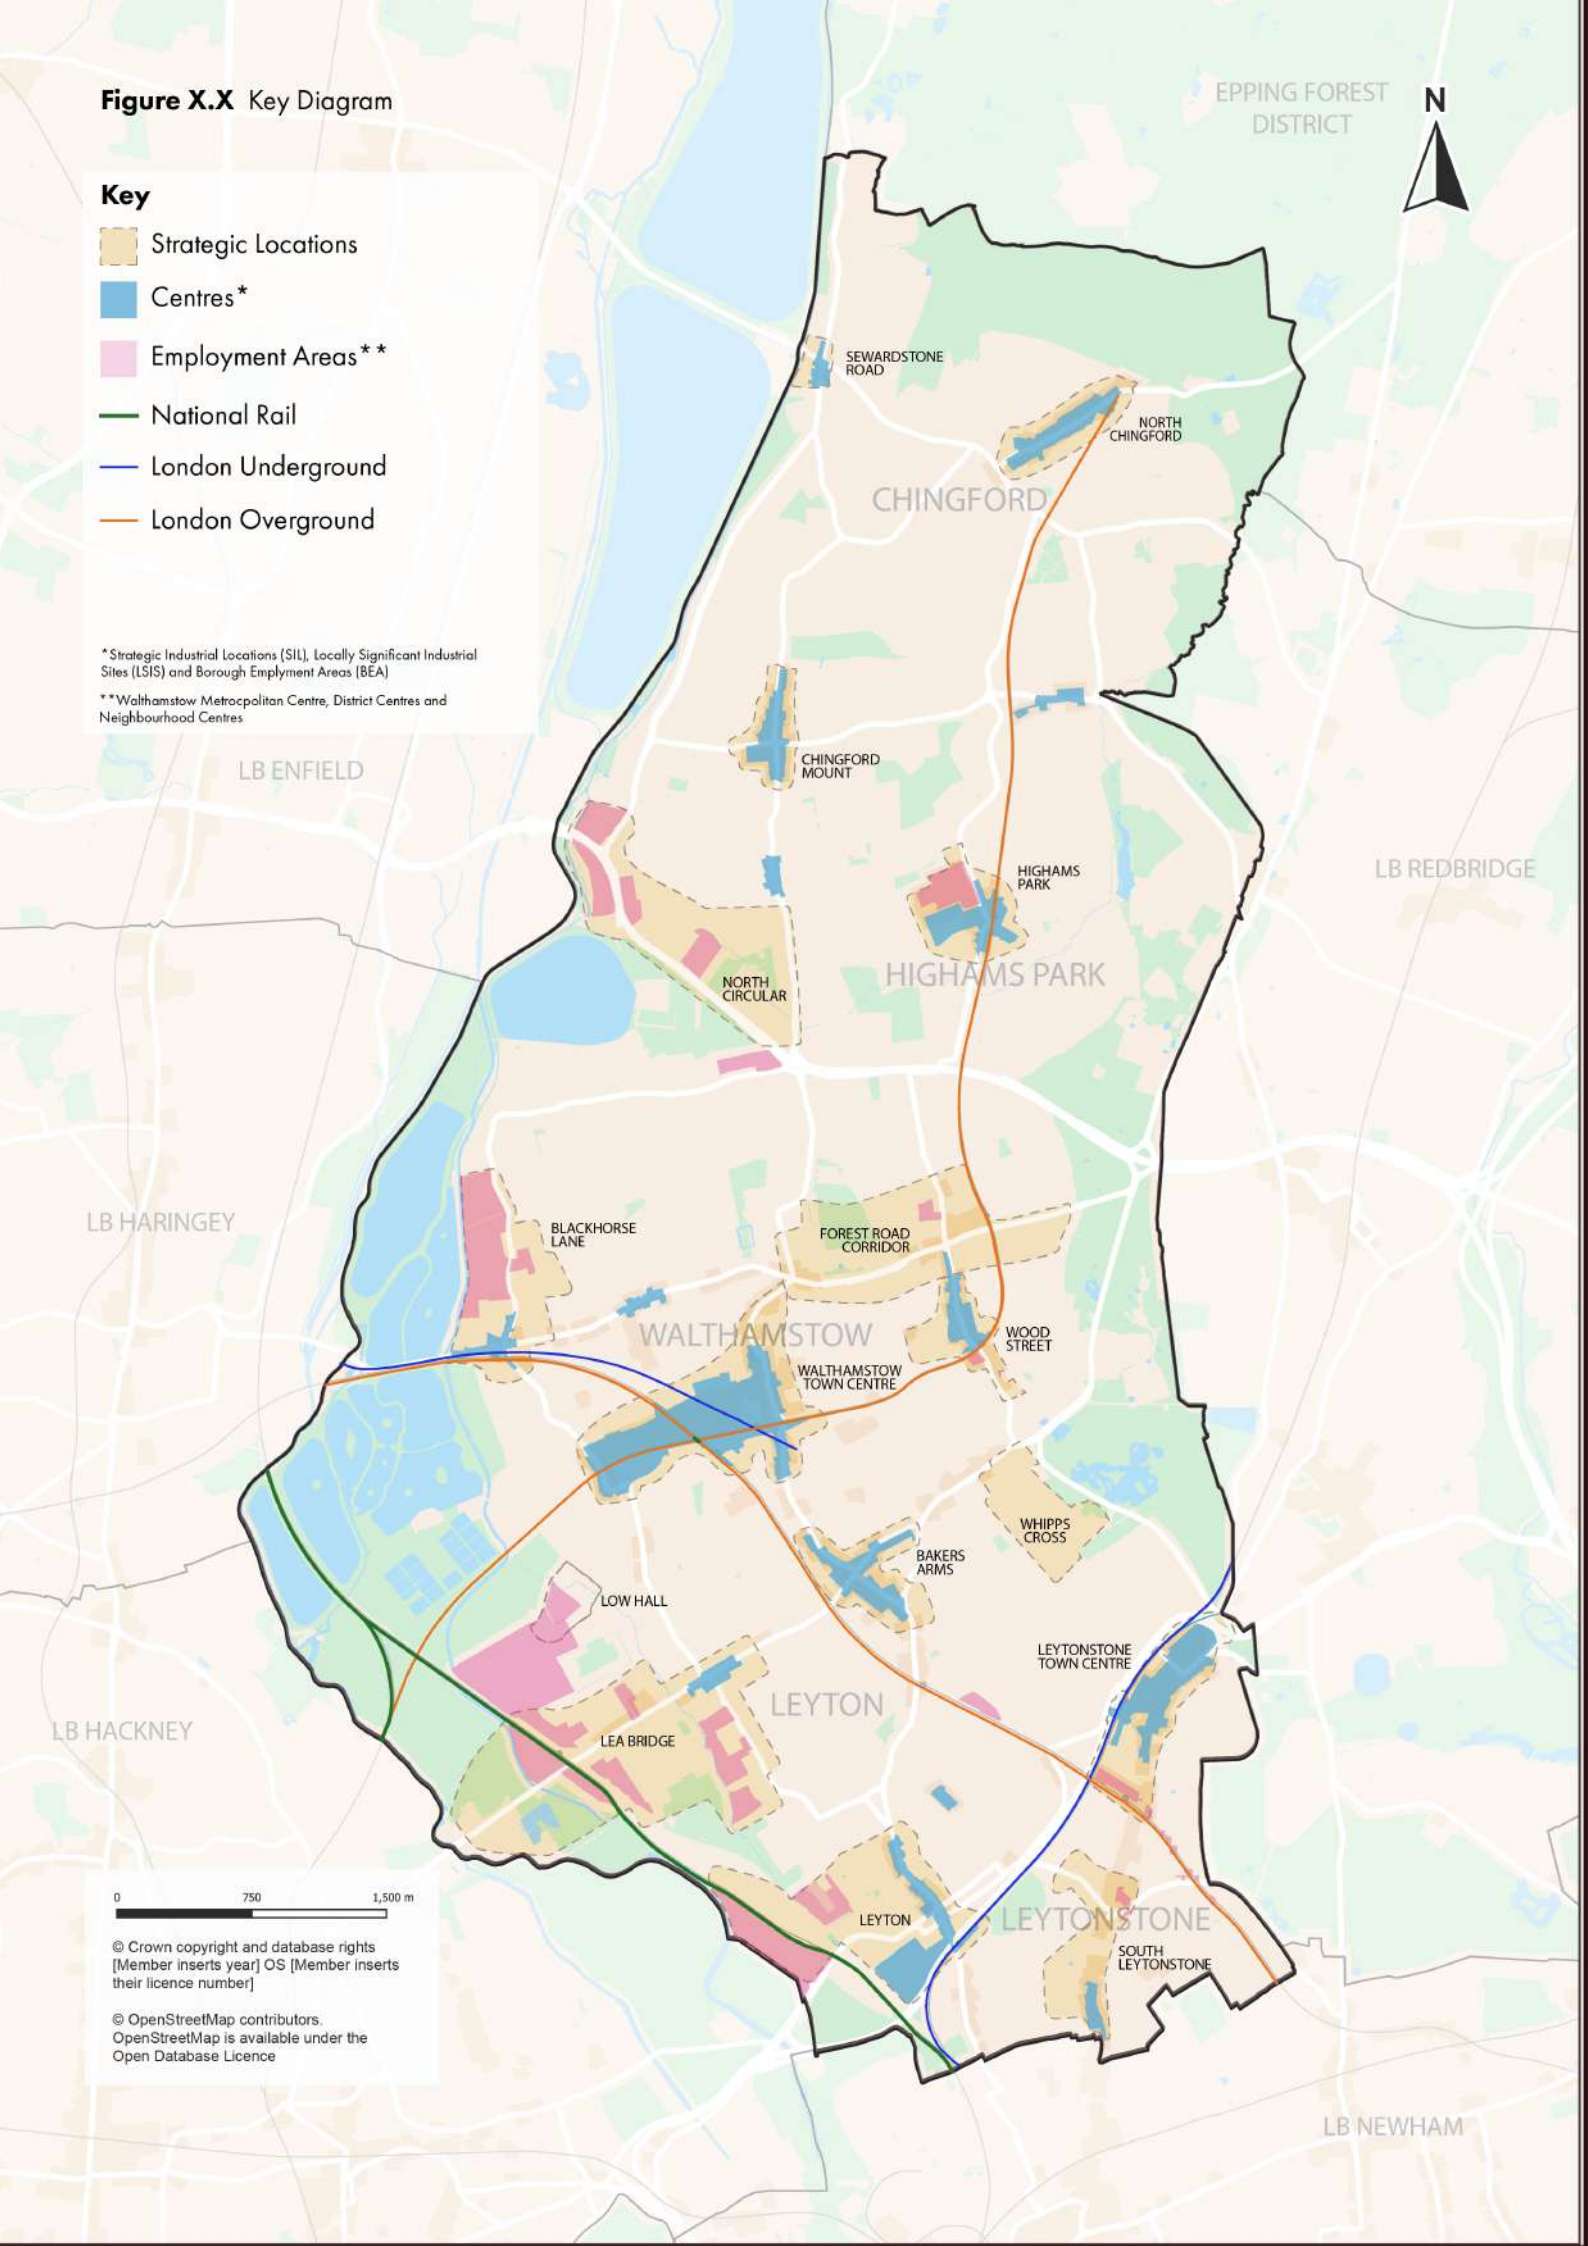 Figure X.X Key Diagram
EPPING FOREST
DISTRICT
N
Key
Strategic Locations
Centres*
Employment Areas**
National Rail
London Underground
London Overground
*Strategic Industrial Locations (SIL), Locally Significant Industrial
Sites (LSIS) and Borough Emplyment Areas (BEA)
**Walthamstow Metrocpolitan Centre, District Centres and
Neighbourhood Centres
SEWARDSTONE
ROAD
NORTH
CHINGFORD
CHINGFORD
CHINGFORD
MOUNT
LB ENFIELD
HIGHAMS
PARK
LB REDBRIDGE
HIGHAMS PARK
NORTH
CIRCULAR
LB HARINGEY
BLACKHORSE
LANE
FOREST ROAD
CORRIDOR
WALTHAMSTOW
WOOD
STREET
WALTHAMSTOW
TOWN CENTRE
WHIPPS
CROSS
BAKERS
ARMS
LOW HALL
LEYTONSTONE
TOWN CENTRE
LEYTON
LB HACKNEY
LEA BRIDGE
LEYTON
LEYTONSTONE
SOUTH
LEYTONSTONE
0 750 1,500 m
© Crown copyright and database rights
[Member inserts year] OS [Member inserts
their licence number]
© OpenStreetMap contributors.
OpenStreetMap is available under the
Open Database Licence
LB NEWHAM